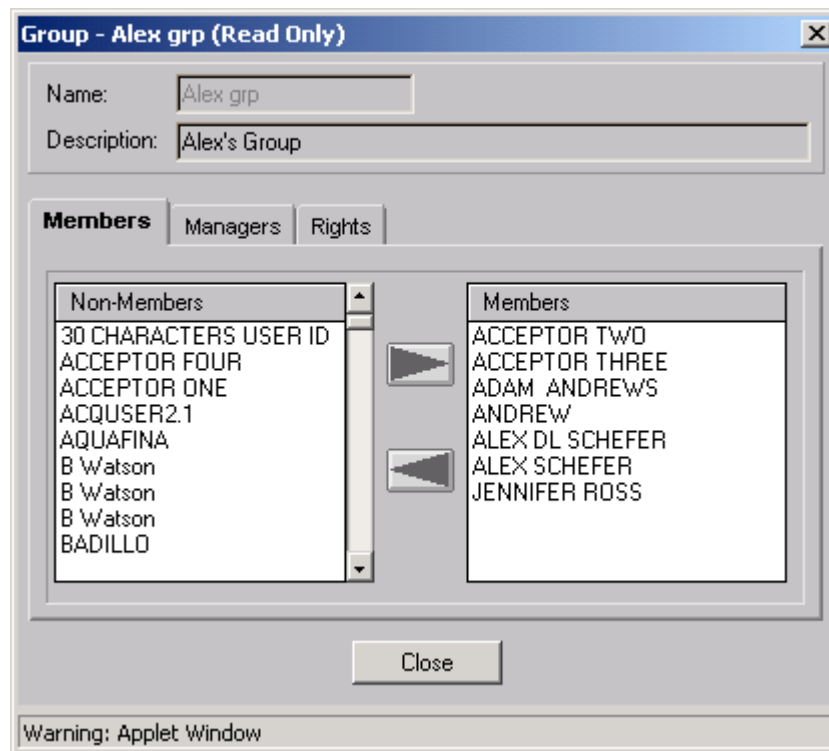 Group - Alex grp (Read Only)
Name: Alex grp
Description: Alex's Group
Members Managers Rights
Non-Members
30 CHARACTERS USER ID
ACCEPTOR FOUR
ACCEPTOR ONE
ACQUSER2.1
AQUAFINA
B Watson
B Watson
B Watson
BADILLO
Members
ACCEPTOR TWO
ACCEPTOR THREE
ADAM  ANDREWS
ANDREW
ALEX DL SCHEFER
ALEX SCHEFER
JENNIFER ROSS
Close
Warning: Applet Window